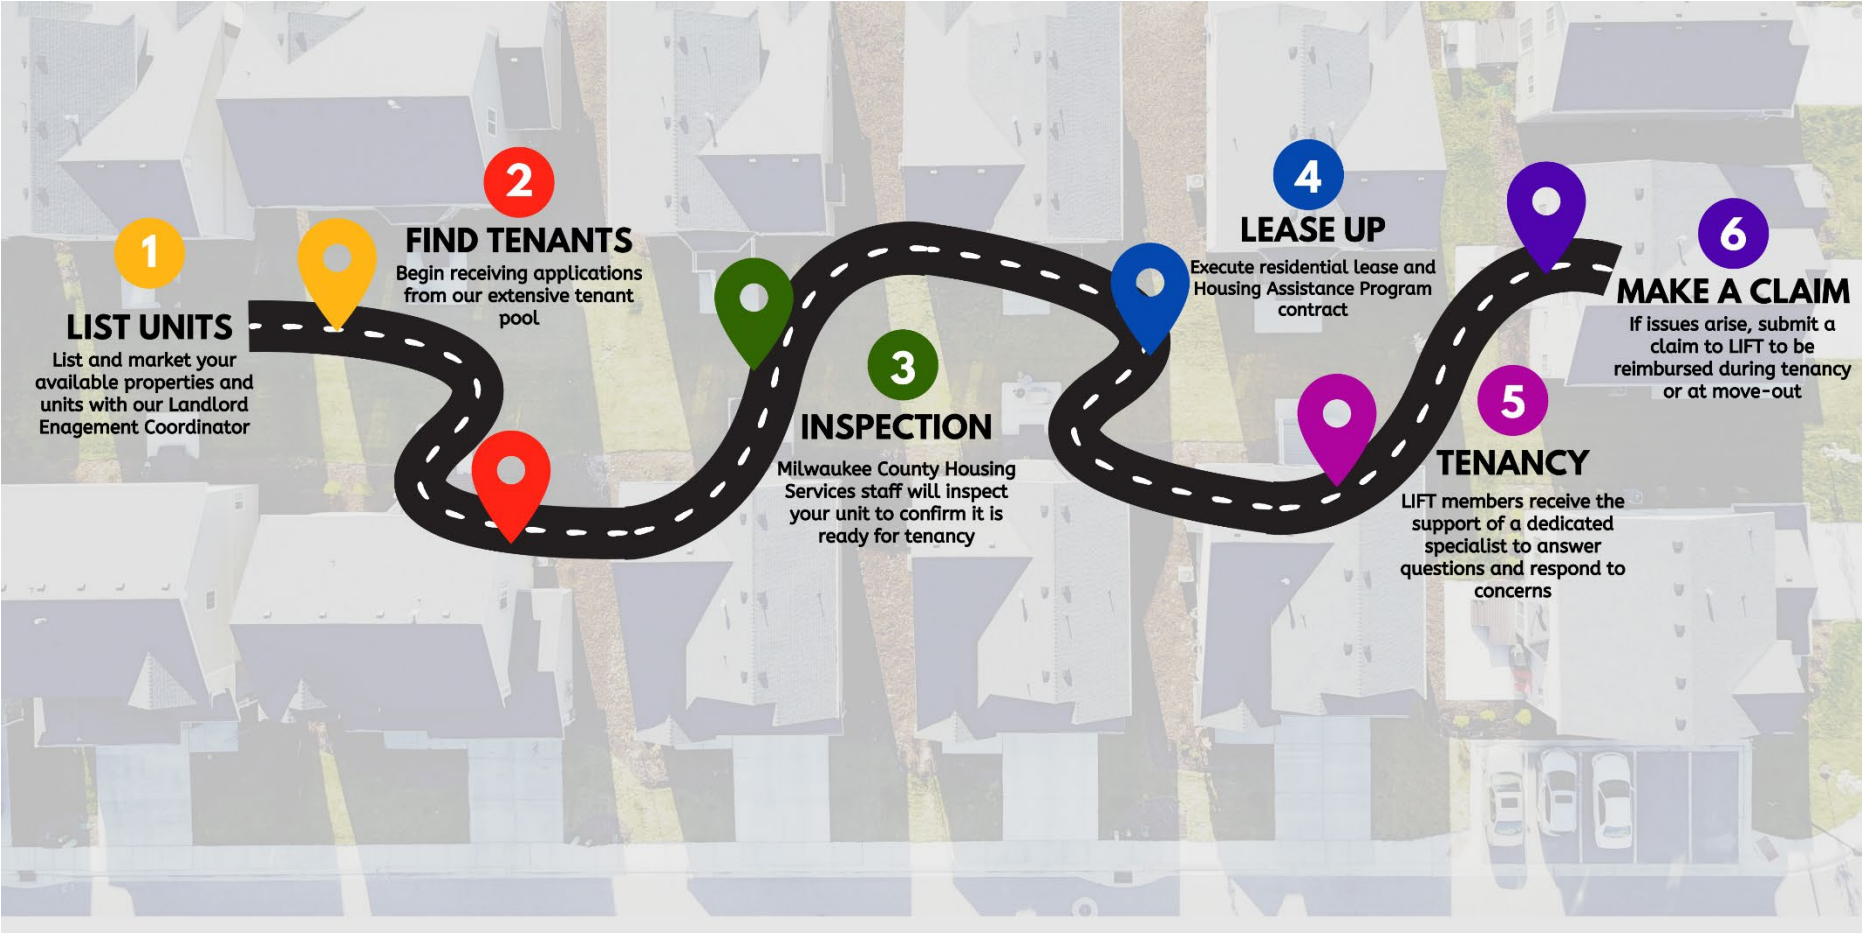 1
LIST UNITS
List and market your
available properties and
units with our Landlord
Enagement Coordinator
2
FIND TENANTS
Begin receiving applications
from our extensive tenant
pool
3
INSPECTION
Milwaukee County Housing
Services staff will inspect
your unit to confirm it is
ready for tenancy
4
LEASE UP
Execute residential lease and
Housing Assistance Program
contract
5
TENANCY
LIFT members receive the
support of a dedicated
specialist to answer
questions and respond to
concerns
6
MAKE A CLAIM
If issues arise, submit a
claim to LIFT to be
reimbursed during tenancy
or at move-out